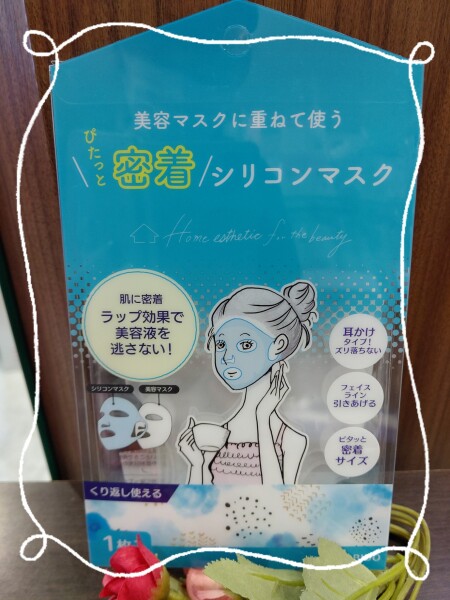 美容マスクに重ねて使う
ぴたっと
密着
シリコンマスク
Home esthetic for the beauty
肌に密着
ラップ効果で
美容液を
逃さない!
耳かけ
タイプ!
ズリ落ちない
フェイス
ライン
引きあげる
ピタッと
密着
サイズ
シリコンマスク
美容マスク
くり返し使える
1枚